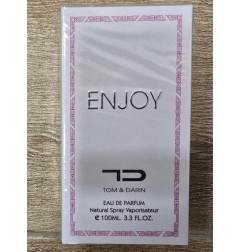 ENJOY
TD
TOM & DARIN
EAU DE PARFUM
Natural Spray Vaporisateur
℮ 100ML. 3.3 FL.OZ.